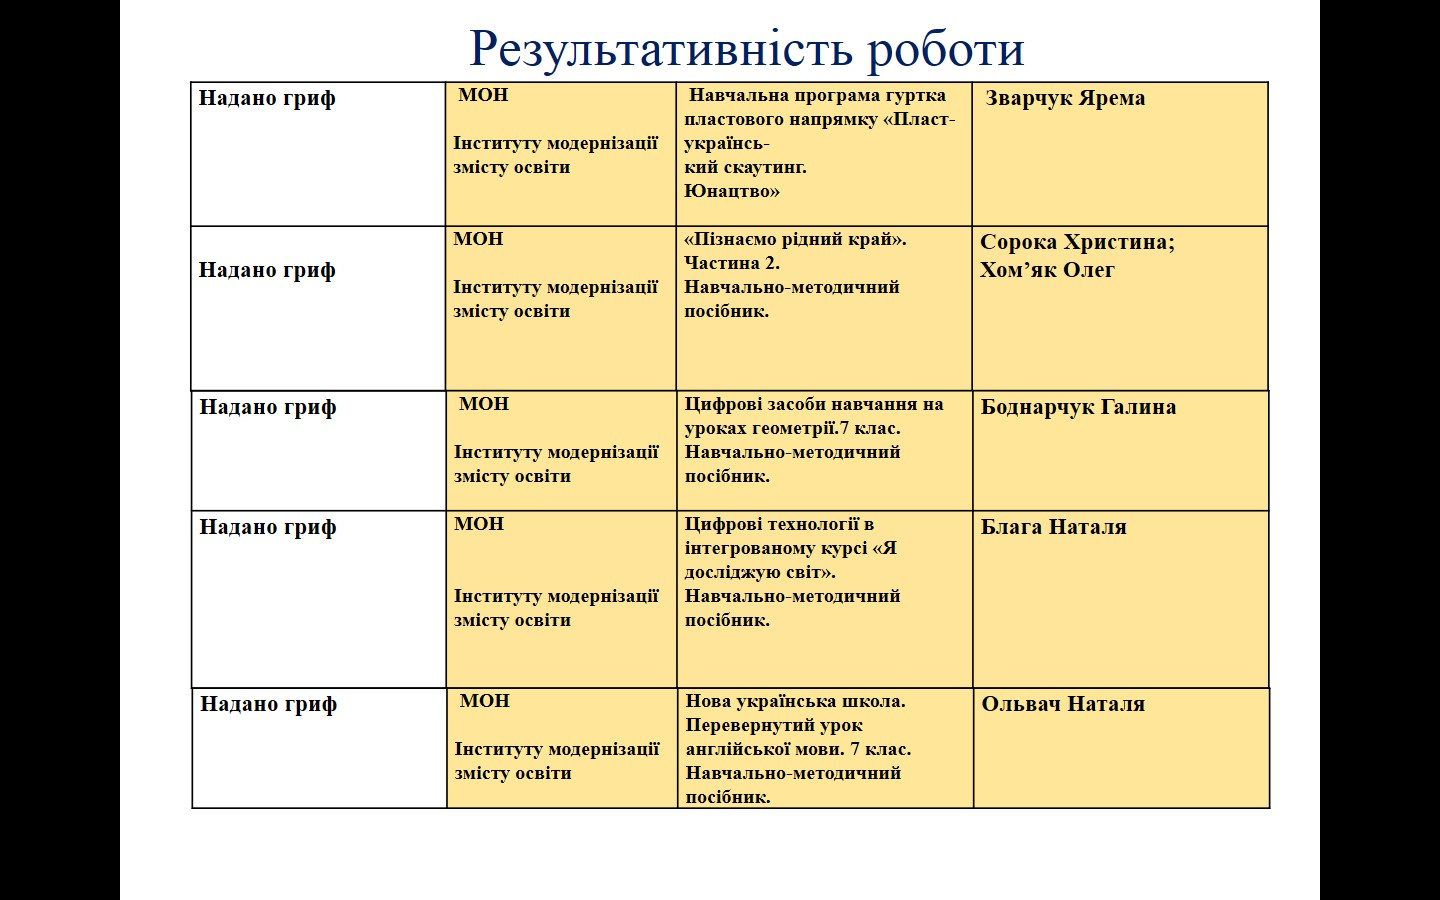 Результативність роботи
Надано гриф
МОН
Інституту модернізації
змісту освіти
Навчальна програма гуртка
пластового напрямку «Пласт-
українсь-
кий скаутинг.
Юнацтво»
Зварчук Ярема
Надано гриф
МОН
Інституту модернізації
змісту освіти
«Пізнаємо рідний край».
Частина 2.
Навчально-методичний
посібник.
Сорока Христина;
Хом’як Олег
Надано гриф
МОН
Інституту модернізації
змісту освіти
Цифрові засоби навчання на
уроках геометрії.7 клас.
Навчально-методичний
посібник.
Боднарчук Галина
Надано гриф
МОН
Інституту модернізації
змісту освіти
Цифрові технології в
інтегрованому курсі «Я
досліджую світ».
Навчально-методичний
посібник.
Блага Наталя
Надано гриф
МОН
Інституту модернізації
змісту освіти
Нова українська школа.
Перевернутий урок
англійської мови. 7 клас.
Навчально-методичний
посібник.
Ольвач Наталя